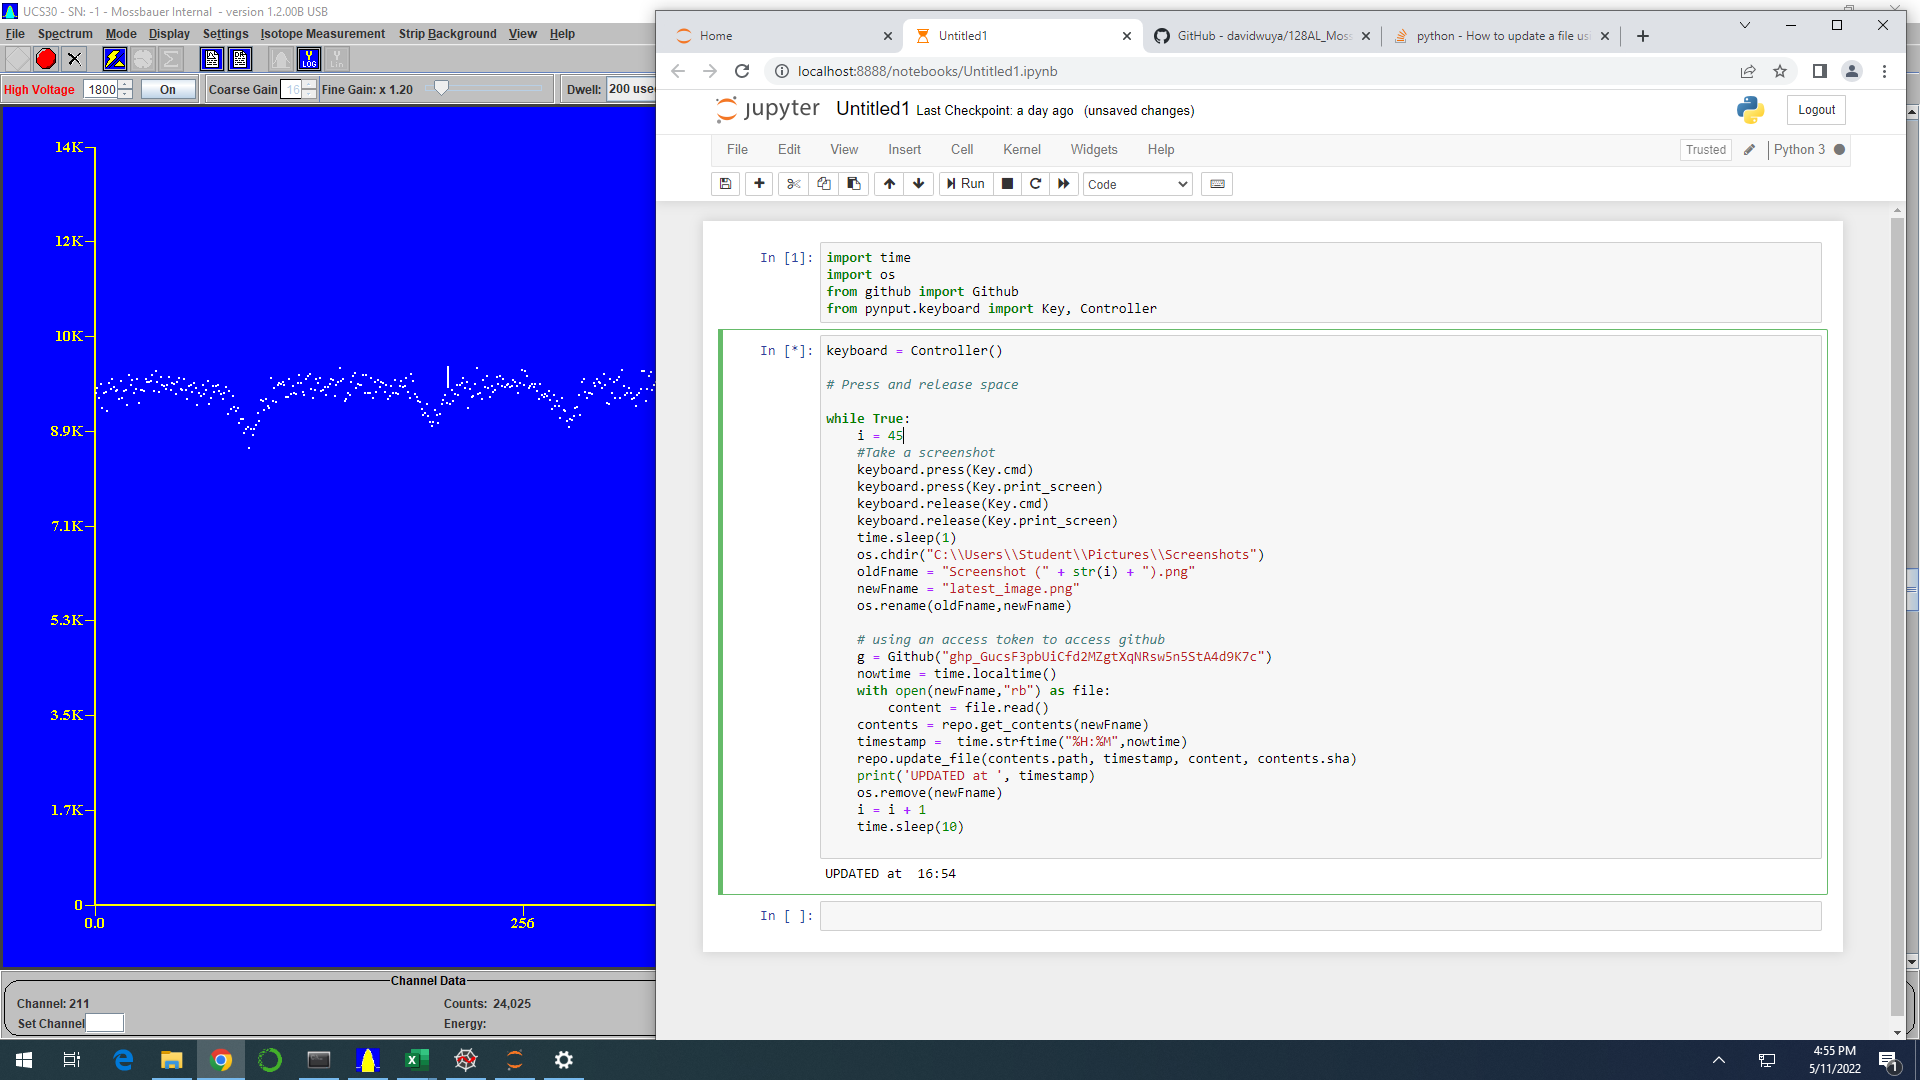 UCS30 - SN: -1 - Mossbauer Internal - version 1.2.00B USB
File Spectrum Mode Display Settings Isotope Measurement Strip Background View Help
High Voltage 1800 On Coarse Gain 16 Fine Gain: x 1.20 Dwell: 200 usec
14K
12K
10K
8.9K
7.1K
5.3K
3.5K
1.7K
0
0.0 256
Channel Data
Channel: 211 Counts: 24,025
Set Channel Energy:
Home
Untitled1
GitHub - davidwuya/128AL_Moss
python - How to update a file usi
localhost:8888/notebooks/Untitled1.ipynb
jupyter Untitled1 Last Checkpoint: a day ago (unsaved changes)
Logout
File Edit View Insert Cell Kernel Widgets Help
Trusted Python 3
Run Code
In [1]:
import time
import os
from github import Github
from pynput.keyboard import Key, Controller
In [*]:
keyboard = Controller()
# Press and release space
while True:
    i = 45
    #Take a screenshot
    keyboard.press(Key.cmd)
    keyboard.press(Key.print_screen)
    keyboard.release(Key.cmd)
    keyboard.release(Key.print_screen)
    time.sleep(1)
    os.chdir("C:\\Users\\Student\\Pictures\\Screenshots")
    oldFname = "Screenshot (" + str(i) + ").png"
    newFname = "latest_image.png"
    os.rename(oldFname,newFname)
    # using an access token to access github
    g = Github("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")
    nowtime = time.localtime()
    with open(newFname,"rb") as file:
        content = file.read()
    contents = repo.get_contents(newFname)
    timestamp =  time.strftime("%H:%M",nowtime)
    repo.update_file(contents.path, timestamp, content, contents.sha)
    print('UPDATED at ', timestamp)
    os.remove(newFname)
    i = i + 1
    time.sleep(10)
UPDATED at  16:54
In [ ]:
4:55 PM
5/11/2022
1